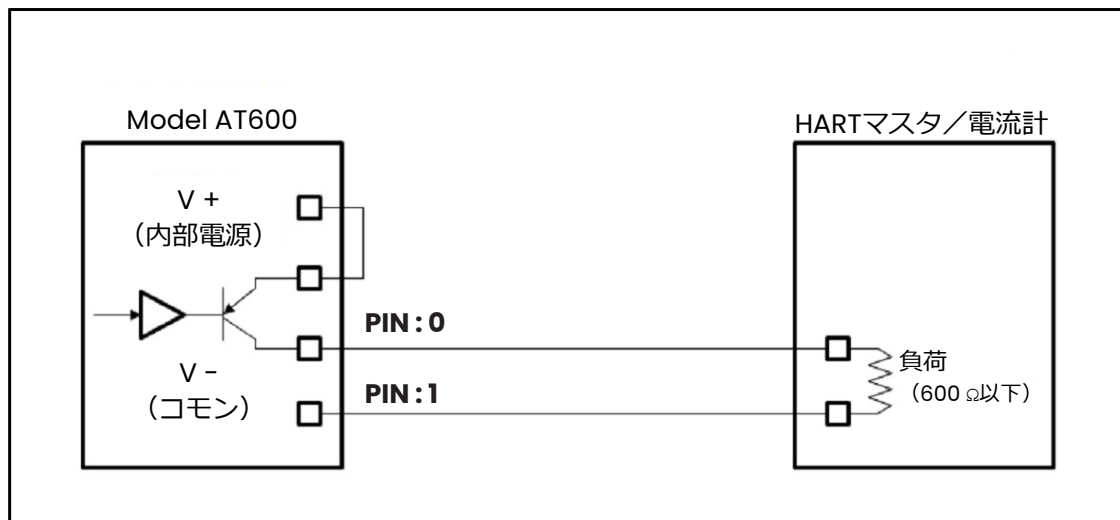 Model AT600
HARTマスタ／電流計
V +
（内部電源）
PIN : 0
V -
（コモン）
PIN : 1
負荷
（600 Ω以下）